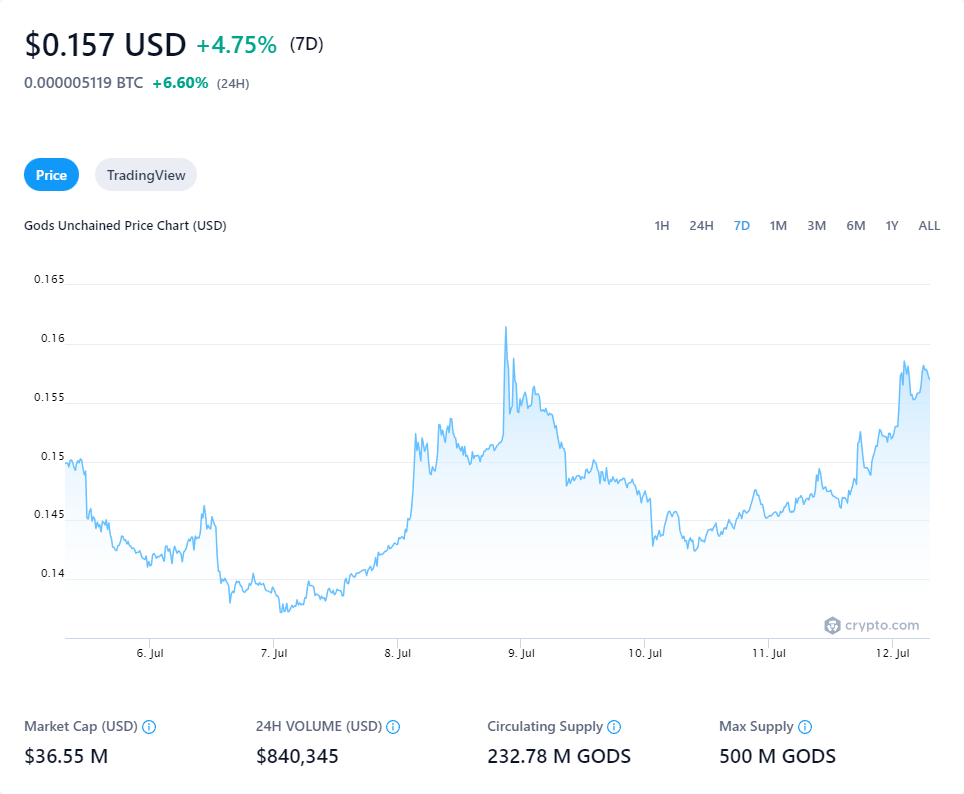 $0.157 USD +4.75% (7D)
0.000005119 BTC +6.60% (24H)
Price TradingView
Gods Unchained Price Chart (USD) 1H 24H 7D 1M 3M 6M 1Y ALL
0.165
0.16
0.155
0.15
0.145
0.14
crypto.com
6. Jul 7. Jul 8. Jul 9. Jul 10. Jul 11. Jul 12. Jul
Market Cap (USD) 24H VOLUME (USD) Circulating Supply Max Supply
$36.55 M $840,345 232.78 M GODS 500 M GODS